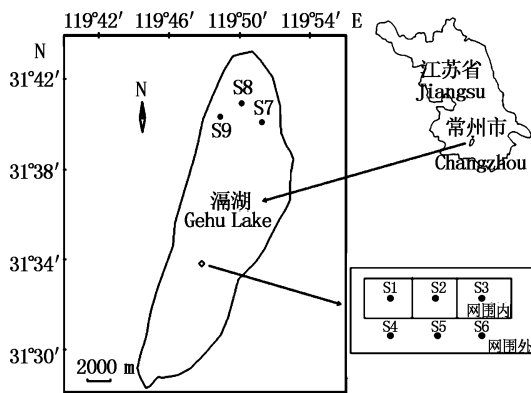 119°42′ 119°46′ 119°50′ 119°54′ E
N
31°42′
31°38′
31°34′
31°30′
N
S8
S7
S9
滆湖
Gehu Lake
2000 m
江苏省
Jiangsu
常州市
Changzhou
S1 S2 S3
网围内
S4 S5 S6
网围外